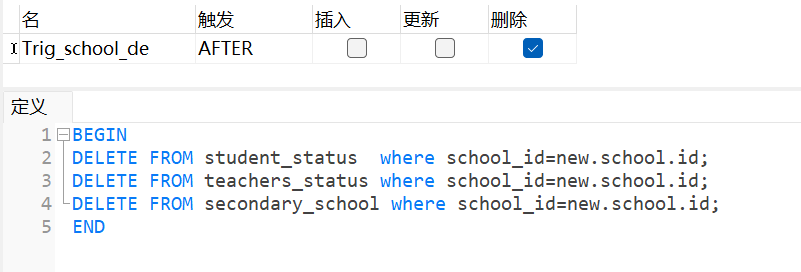 名 触发 插入 更新 删除
Trig_school_de AFTER
定义
1 BEGIN
2 DELETE FROM student_status  where school_id=new.school.id;
3 DELETE FROM teachers_status where school_id=new.school.id;
4 DELETE FROM secondary_school where school_id=new.school.id;
5 END